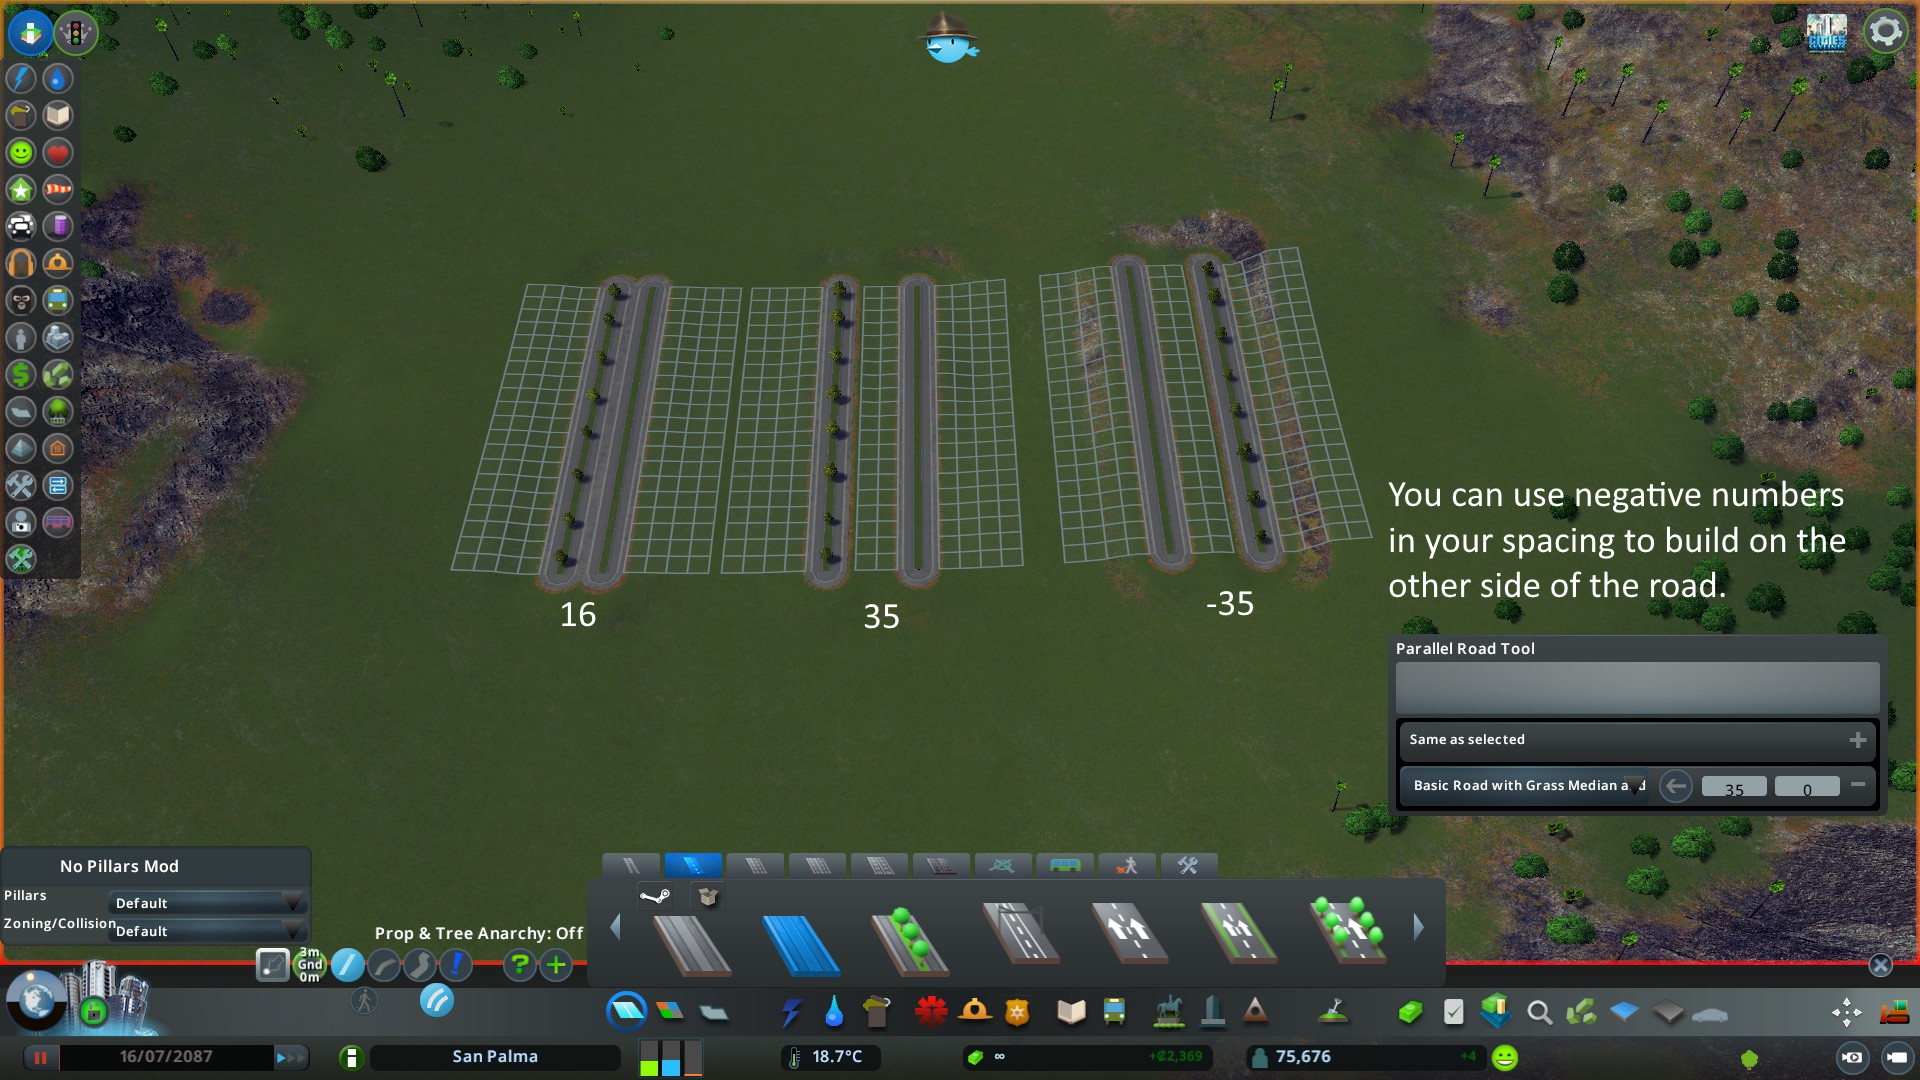 CITIES
16
35
-35
You can use negative numbers
in your spacing to build on the
other side of the road.
Parallel Road Tool
Same as selected
Basic Road with Grass Median a d
35
0
No Pillars Mod
Pillars
Default
Zoning/Collision
Default
Prop & Tree Anarchy: Off
3m
Gnd
0m
16/07/2087
San Palma
18.7°C
∞
+₡2,369
75,676
+4